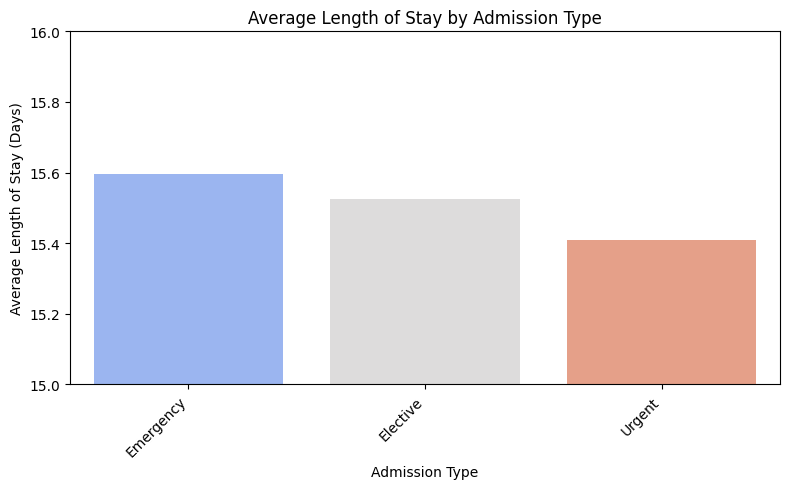 Average Length of Stay by Admission Type
16.0
15.8
15.6
15.4
15.2
15.0
Average Length of Stay (Days)
Emergency
Elective
Urgent
Admission Type